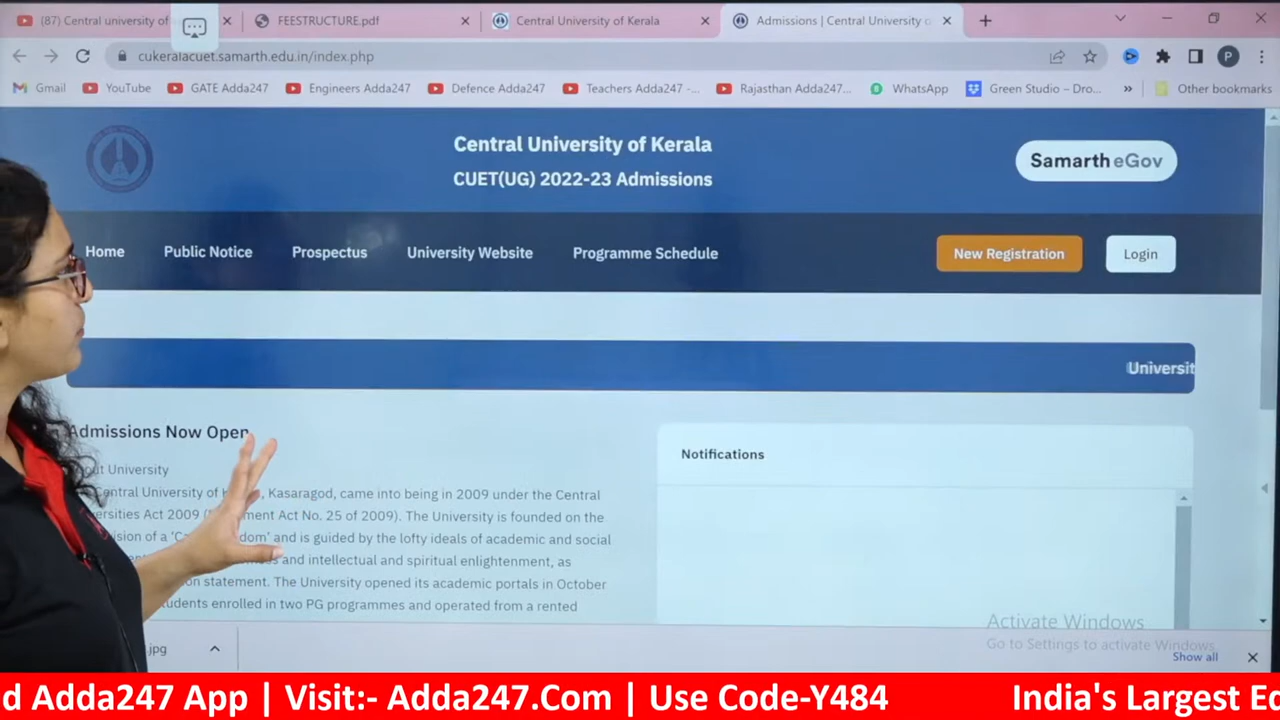 (87) Central university of
FEESTRUCTURE.pdf
Central University of Kerala
Admissions | Central University o
cukeralacuet.samarth.edu.in/index.php
P
Gmail
YouTube
GATE Adda247
Engineers Adda247
Defence Adda247
Teachers Adda247 -...
Rajasthan Adda247...
WhatsApp
Green Studio – Dro...
»
Other bookmarks
Central University of Kerala
CUET(UG) 2022-23 Admissions
Samarth eGov
Home
Public Notice
Prospectus
University Website
Programme Schedule
New Registration
Login
Universit
Admissions Now Open
out University
Central University of K, Kasaragod, came into being in 2009 under the Central
ersities Act 2009 ( ment Act No. 25 of 2009). The University is founded on the
ision of a 'Ca dom' and is guided by the lofty ideals of academic and social
and intellectual and spiritual enlightenment, as
on statement. The University opened its academic portals in October
udents enrolled in two PG programmes and operated from a rented
Notifications
Activate Windows
Go to Settings to activate Windows.
.jpg
Show all
d Adda247 App | Visit:- Adda247.Com | Use Code-Y484
India's Largest Ed